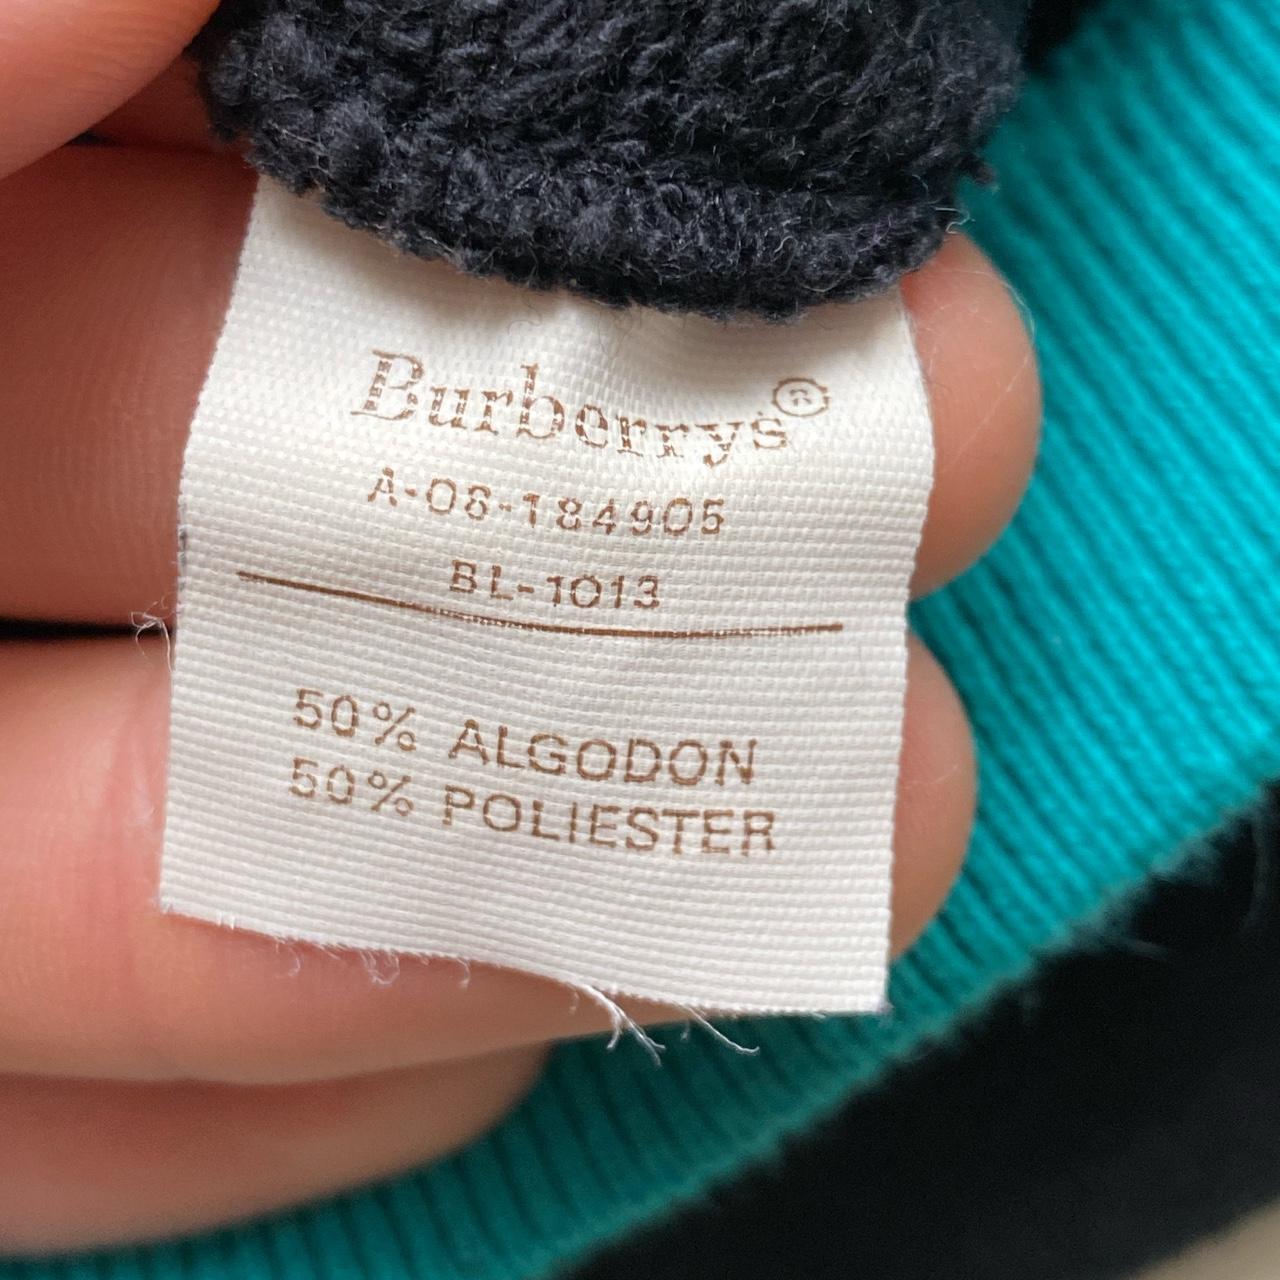 Burberrys®
A-08-184905
BL-1013
50% ALGODON
50% POLIESTER